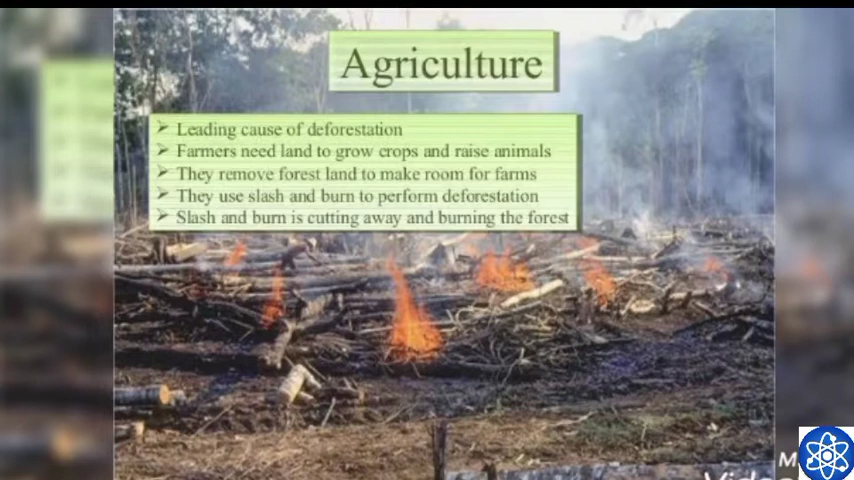 Agriculture
➢ Leading cause of deforestation
➢ Farmers need land to grow crops and raise animals
➢ They remove forest land to make room for farms
➢ They use slash and burn to perform deforestation
➢ Slash and burn is cutting away and burning the forest